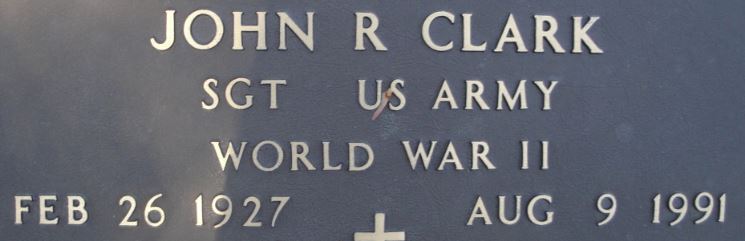 JOHN R CLARK
SGT US ARMY
WORLD WAR II
FEB 26 1927 AUG 9 1991